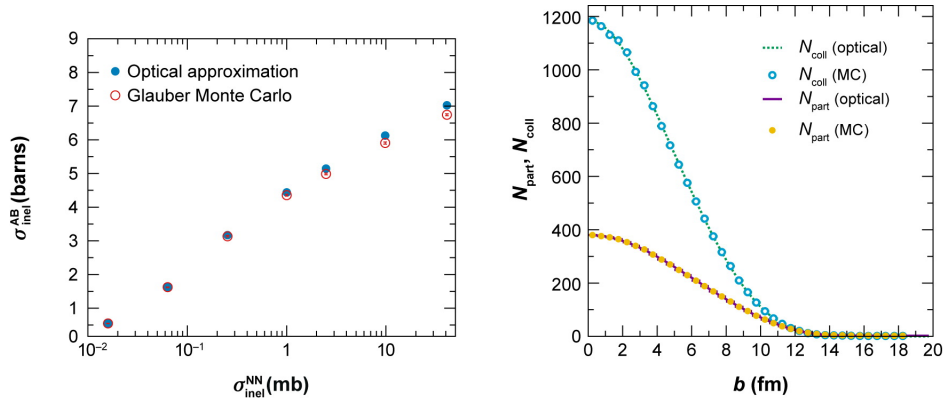 9
8
7
6
5
4
3
2
1
0
σ^AB_inel (barns)
Optical approximation
Glauber Monte Carlo
10⁻² 10⁻¹ 1 10
σ^NN_inel (mb)
1200
1000
800
600
400
200
0
N_part, N_coll
N_coll (optical)
N_coll (MC)
N_part (optical)
N_part (MC)
0 2 4 6 8 10 12 14 16 18 20
b (fm)